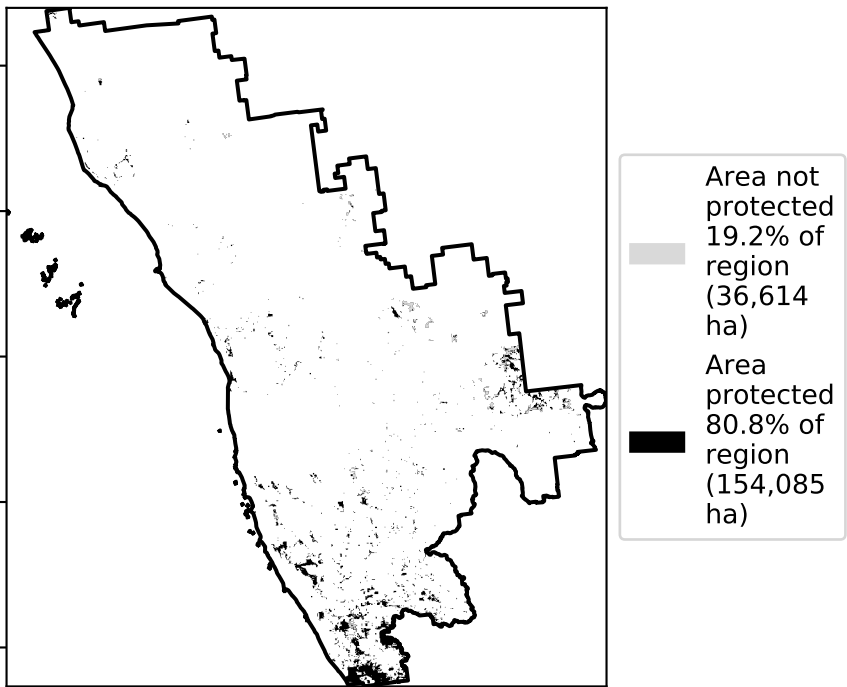 Area not
protected
19.2% of
region
(36,614
ha)
Area
protected
80.8% of
region
(154,085
ha)